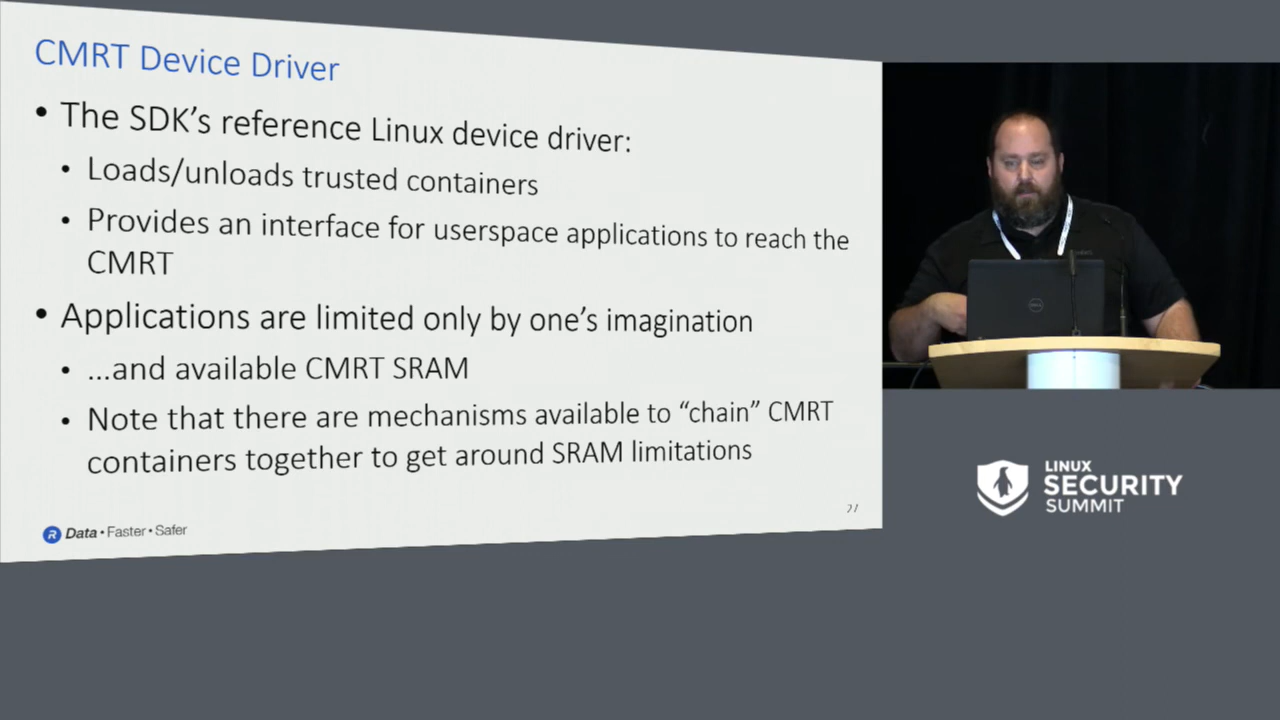 CMRT Device Driver
• The SDK's reference Linux device driver:
• Loads/unloads trusted containers
• Provides an interface for userspace applications to reach the
CMRT
• Applications are limited only by one's imagination
• ...and available CMRT SRAM
• Note that there are mechanisms available to “chain” CMRT
containers together to get around SRAM limitations
R Data • Faster • Safer
LINUX
SECURITY
SUMMIT
DELL